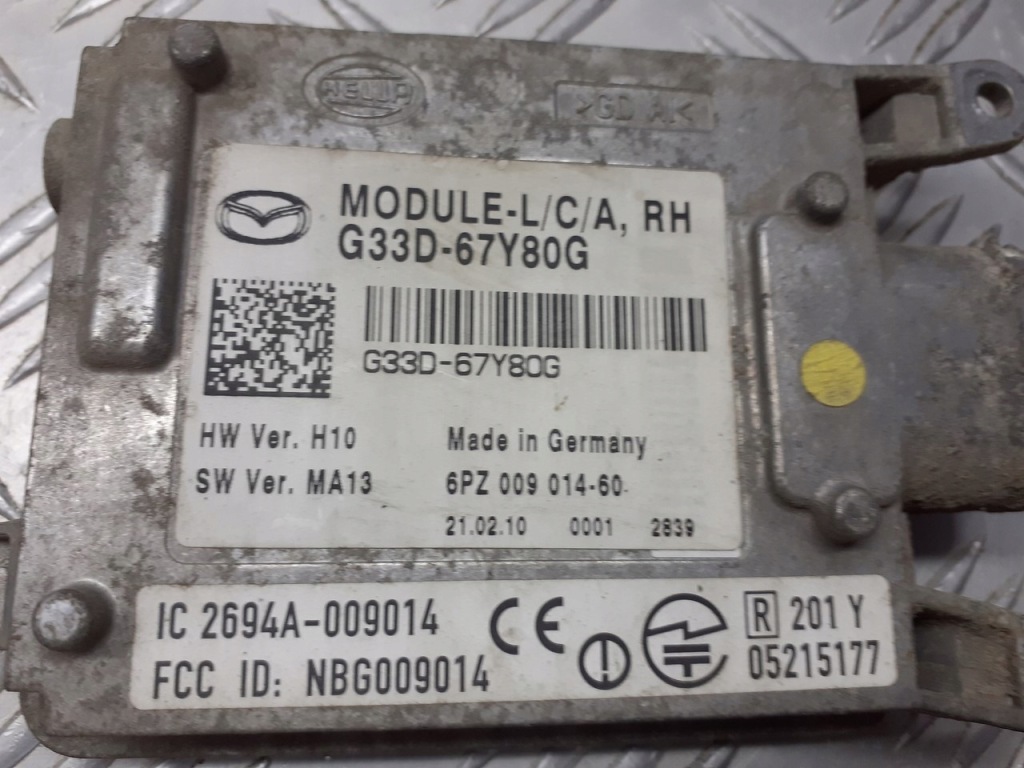 HELLA
MODULE-L/C/A, RH
G33D-67Y80G
G33D-67Y80G
HW Ver. H10 Made in Germany
SW Ver. MA13 6PZ 009 014-60
21.02.10 0001 2839
IC 2694A-009014
FCC ID: NBG009014
CE
R 201 Y
05215177